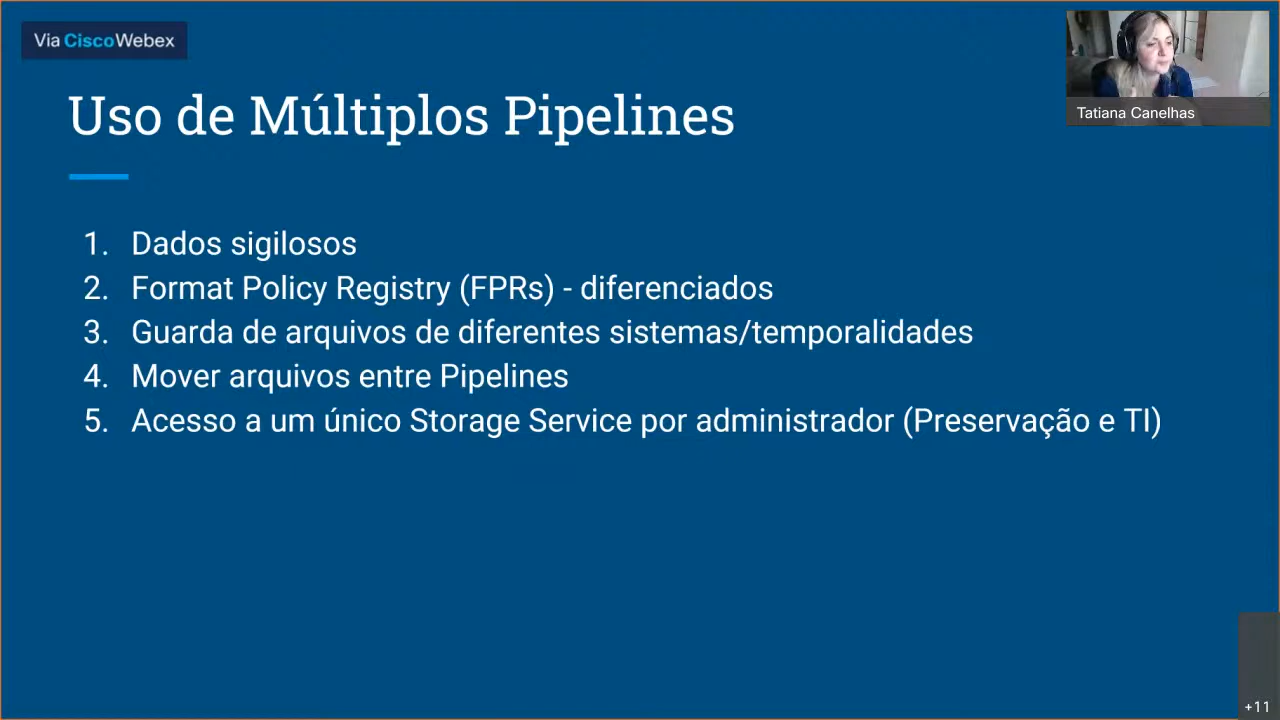 Via CiscoWebex
Tatiana Canelhas
Uso de Múltiplos Pipelines
1. Dados sigilosos
2. Format Policy Registry (FPRs) - diferenciados
3. Guarda de arquivos de diferentes sistemas/temporalidades
4. Mover arquivos entre Pipelines
5. Acesso a um único Storage Service por administrador (Preservação e TI)
+11